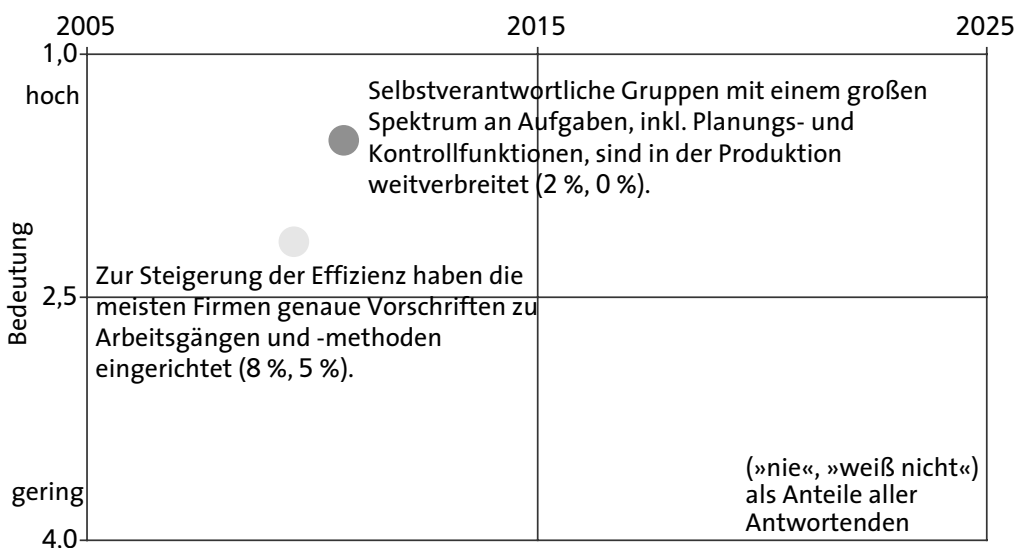 2005 2015 2025
1,0
hoch
Selbstverantwortliche Gruppen mit einem großen
Spektrum an Aufgaben, inkl. Planungs- und
Kontrollfunktionen, sind in der Produktion
weitverbreitet (2 %, 0 %).
Bedeutung
Zur Steigerung der Effizienz haben die
2,5
meisten Firmen genaue Vorschriften zu
Arbeitsgängen und -methoden
eingerichtet (8 %, 5 %).
(»nie«, »weiß nicht«)
als Anteile aller
Antwortenden
gering
4,0